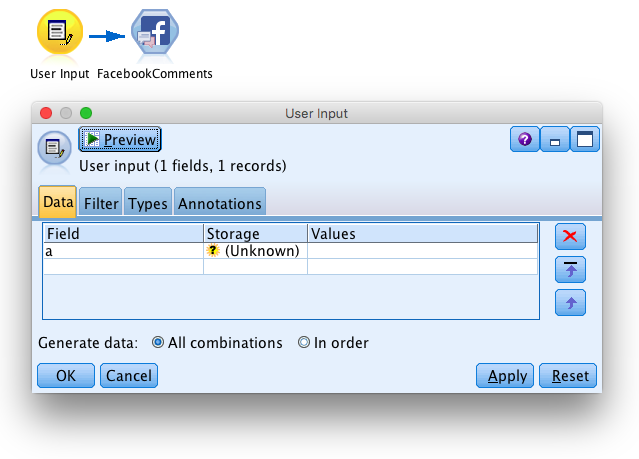 User Input FacebookComments
User Input
Preview
User input (1 fields, 1 records)
Data Filter Types Annotations
Field Storage Values
a (Unknown)
Generate data: All combinations In order
OK Cancel Apply Reset